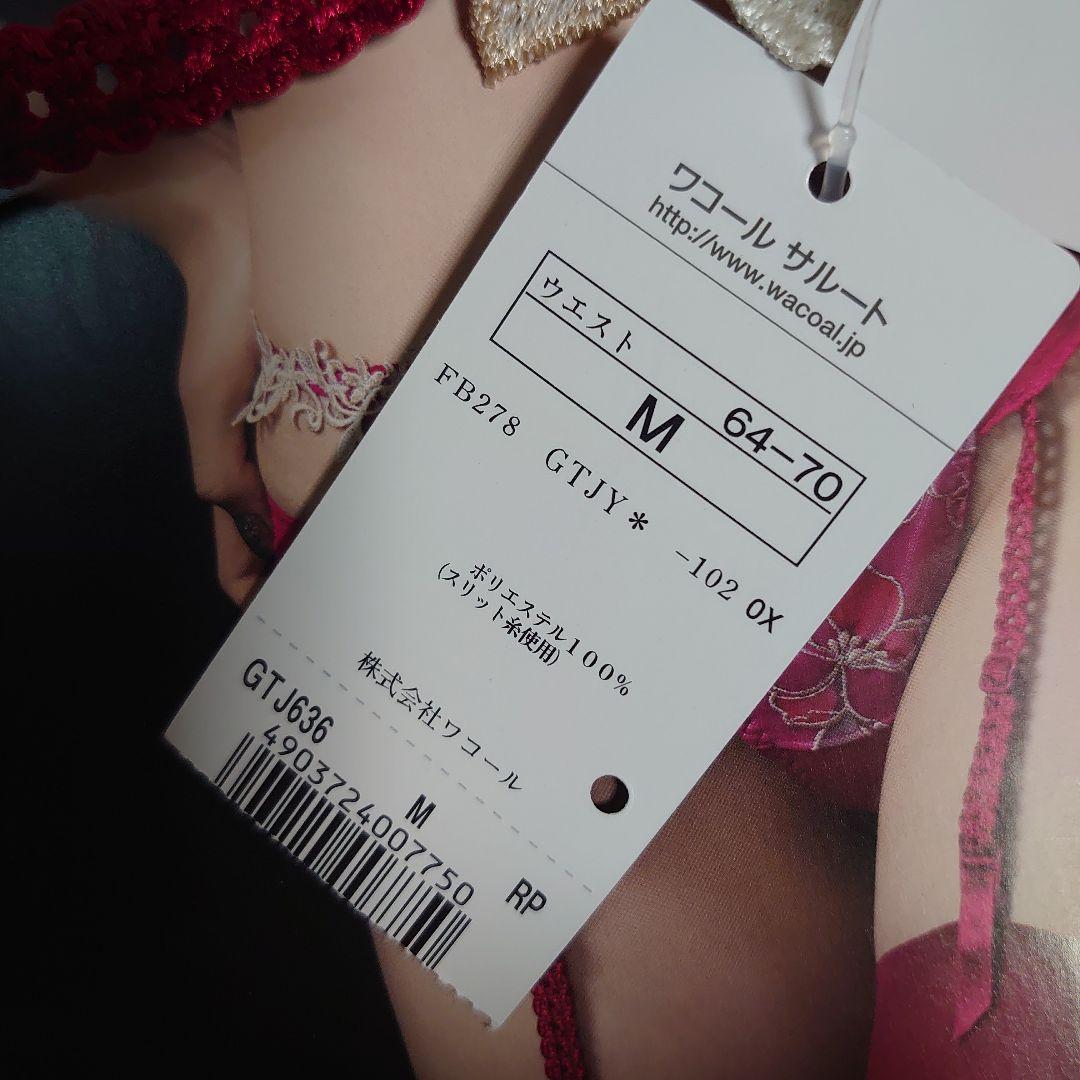 ワコール サルート
http://www.wacoal.jp
ウエスト 64-70
M
FB278 GTJY* -102 OX
ポリエステル100%
(スリット糸使用)
株式会社ワコール
GTJ636 M RP
4903724007750